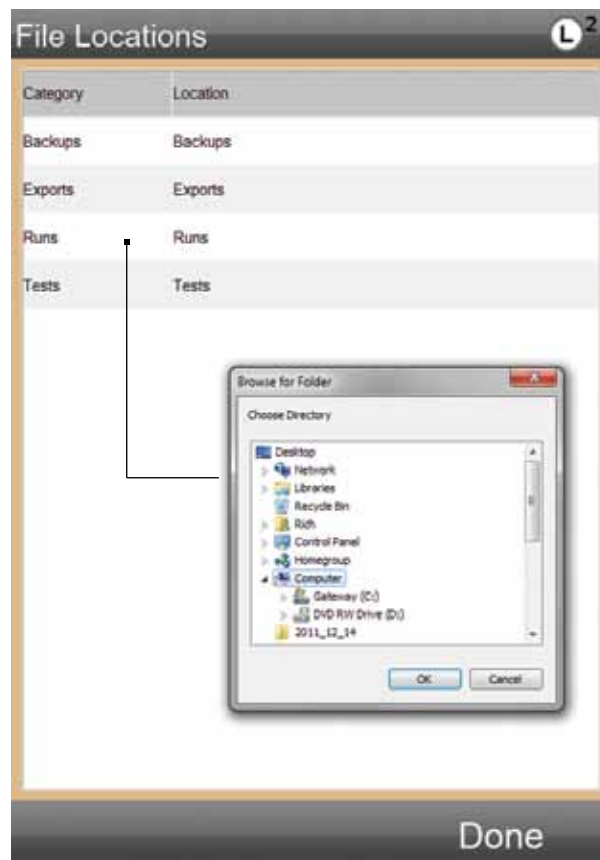 File Locations L2
Category Location
Backups Backups
Exports Exports
Runs Runs
Tests Tests
Browse for Folder
Choose Directory
Desktop
Network
Libraries
Recycle Bin
Rich
Control Panel
Homegroup
Computer
Gateway (C:)
DVD RW Drive (D:)
2011_12_14
OK Cancel
Done